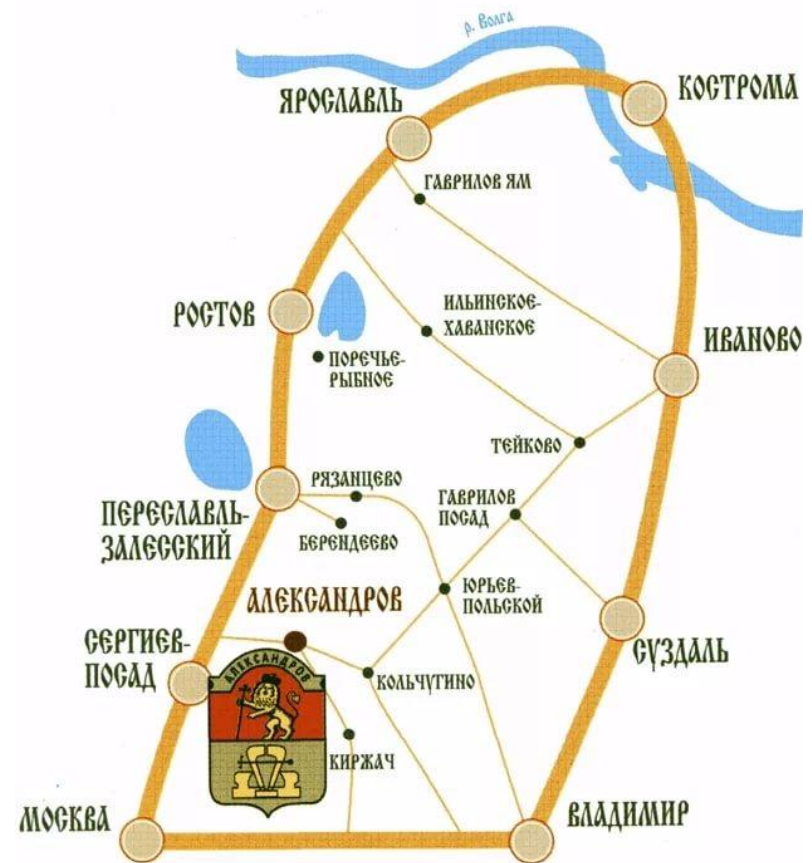 р. Волга
КОСТРОМА
ЯРОСЛАВЛЬ
ГАВРИЛОВ ЯМ
РОСТОВ
ИЛЬИНСКОЕ-
ХАВАНСКОЕ
ИВАНОВО
ПОРЕЧЬЕ-
РЫБНОЕ
ТЕЙКОВО
РЯЗАНЦЕВО
ГАВРИЛОВ
ПОСАД
ПЕРЕСЛАВЛЬ-
ЗАЛЕССКИЙ
БЕРЕНДЕЕВО
ЮРЬЕВ-
ПОЛЬСКОЙ
АЛЕКСАНДРОВ
СЕРГИЕВ-
ПОСАД
СУЗДАЛЬ
АЛЕКСАНДРОВ
КОЛЬЧУГИНО
КИРЖАЧ
МОСКВА
ВЛАДИМИР